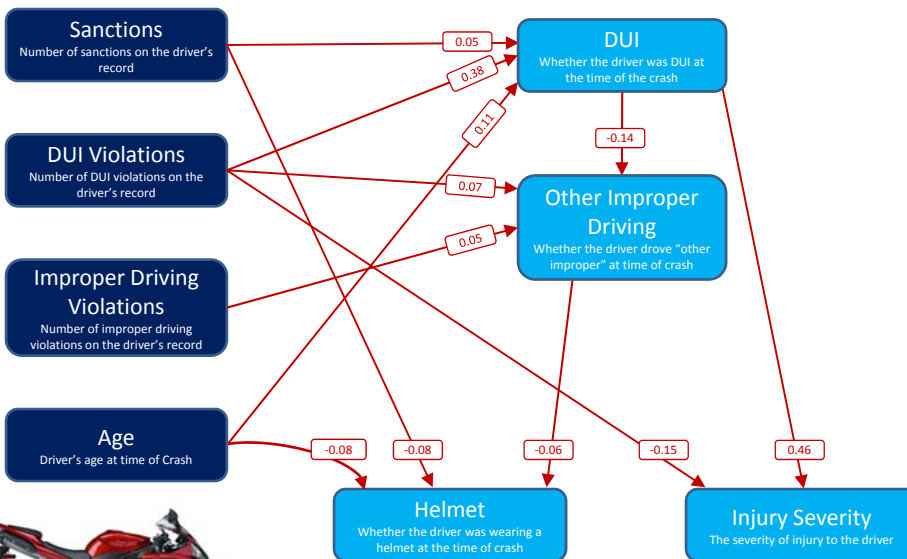 Sanctions
Number of sanctions on the driver's
record
DUI
Whether the driver was DUI at
the time of the crash
0.05
0.38
0.11
-0.14
DUI Violations
Number of DUI violations on the
driver's record
0.07
Other Improper
Driving
Whether the driver drove “other
improper” at time of crash
0.05
Improper Driving
Violations
Number of improper driving
violations on the driver's record
Age
Driver's age at time of Crash
-0.08
-0.08
-0.06
-0.15
0.46
Helmet
Whether the driver was wearing a
helmet at the time of crash
Injury Severity
The severity of injury to the driver